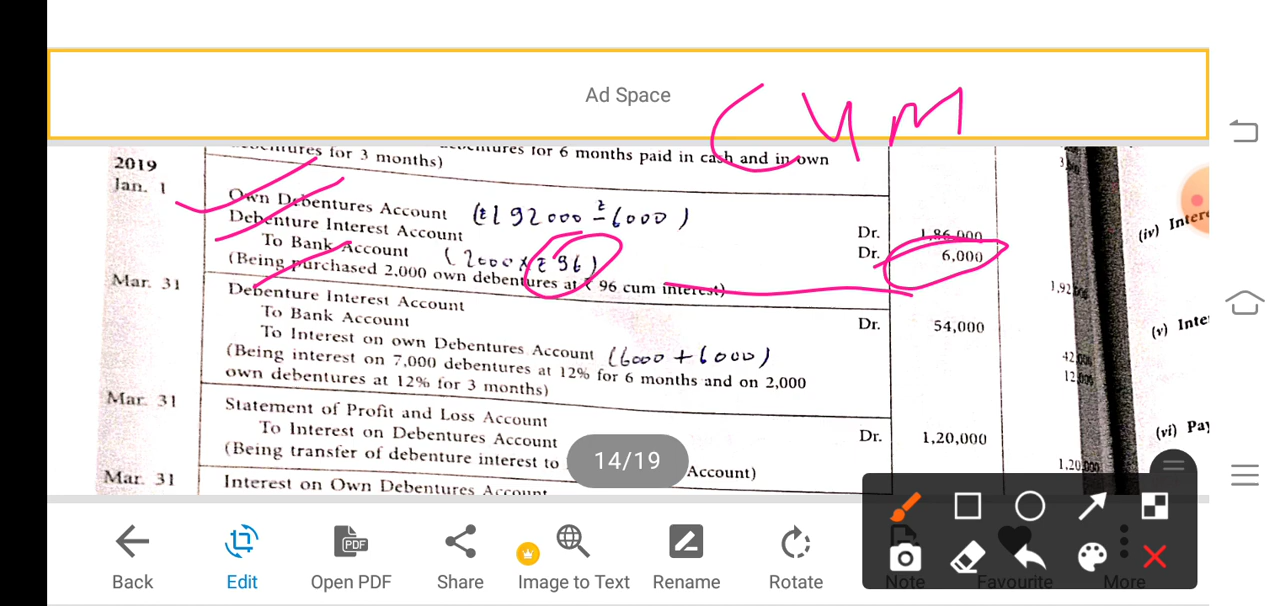 Ad Space
CUM
for 3 months)
for 6 months paid in cash and in own
2019
Jan. 1
Own Debentures Account (₹192000 - ₹6000) Dr. 1,86,000
Debenture Interest Account Dr. 6,000
To Bank Account (2000×₹96) 1,92
(Being purchased 2,000 own debentures at ₹ 96 cum interest)
Mar. 31 Debenture Interest Account Dr. 54,000
To Bank Account 42,000
To Interest on own Debentures Account (6000+6000) 12,000
(Being interest on 7,000 debentures at 12% for 6 months and on 2,000
own debentures at 12% for 3 months)
Mar. 31 Statement of Profit and Loss Account Dr. 1,20,000
To Interest on Debentures Account 1,20,000
(Being transfer of debenture interest to Account)
Mar. 31 Interest on Own Debentures Account
(iv) Inter
(v) Inte
(vi) Pay
14/19
Back
Edit
PDF
Open PDF
Share
Image to Text
Rename
Rotate
Note
Favourite
More